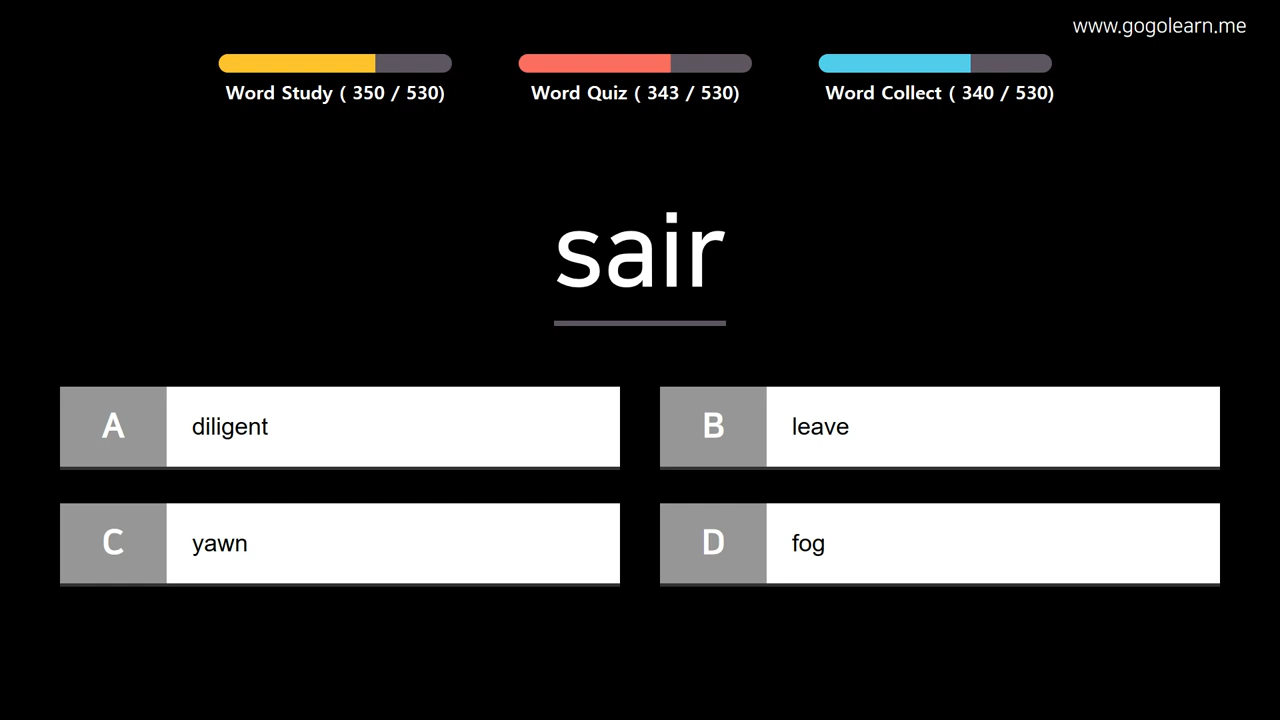 www.gogolearn.me
Word Study ( 350 / 530)
Word Quiz ( 343 / 530)
Word Collect ( 340 / 530)
sair
A diligent
B leave
C yawn
D fog